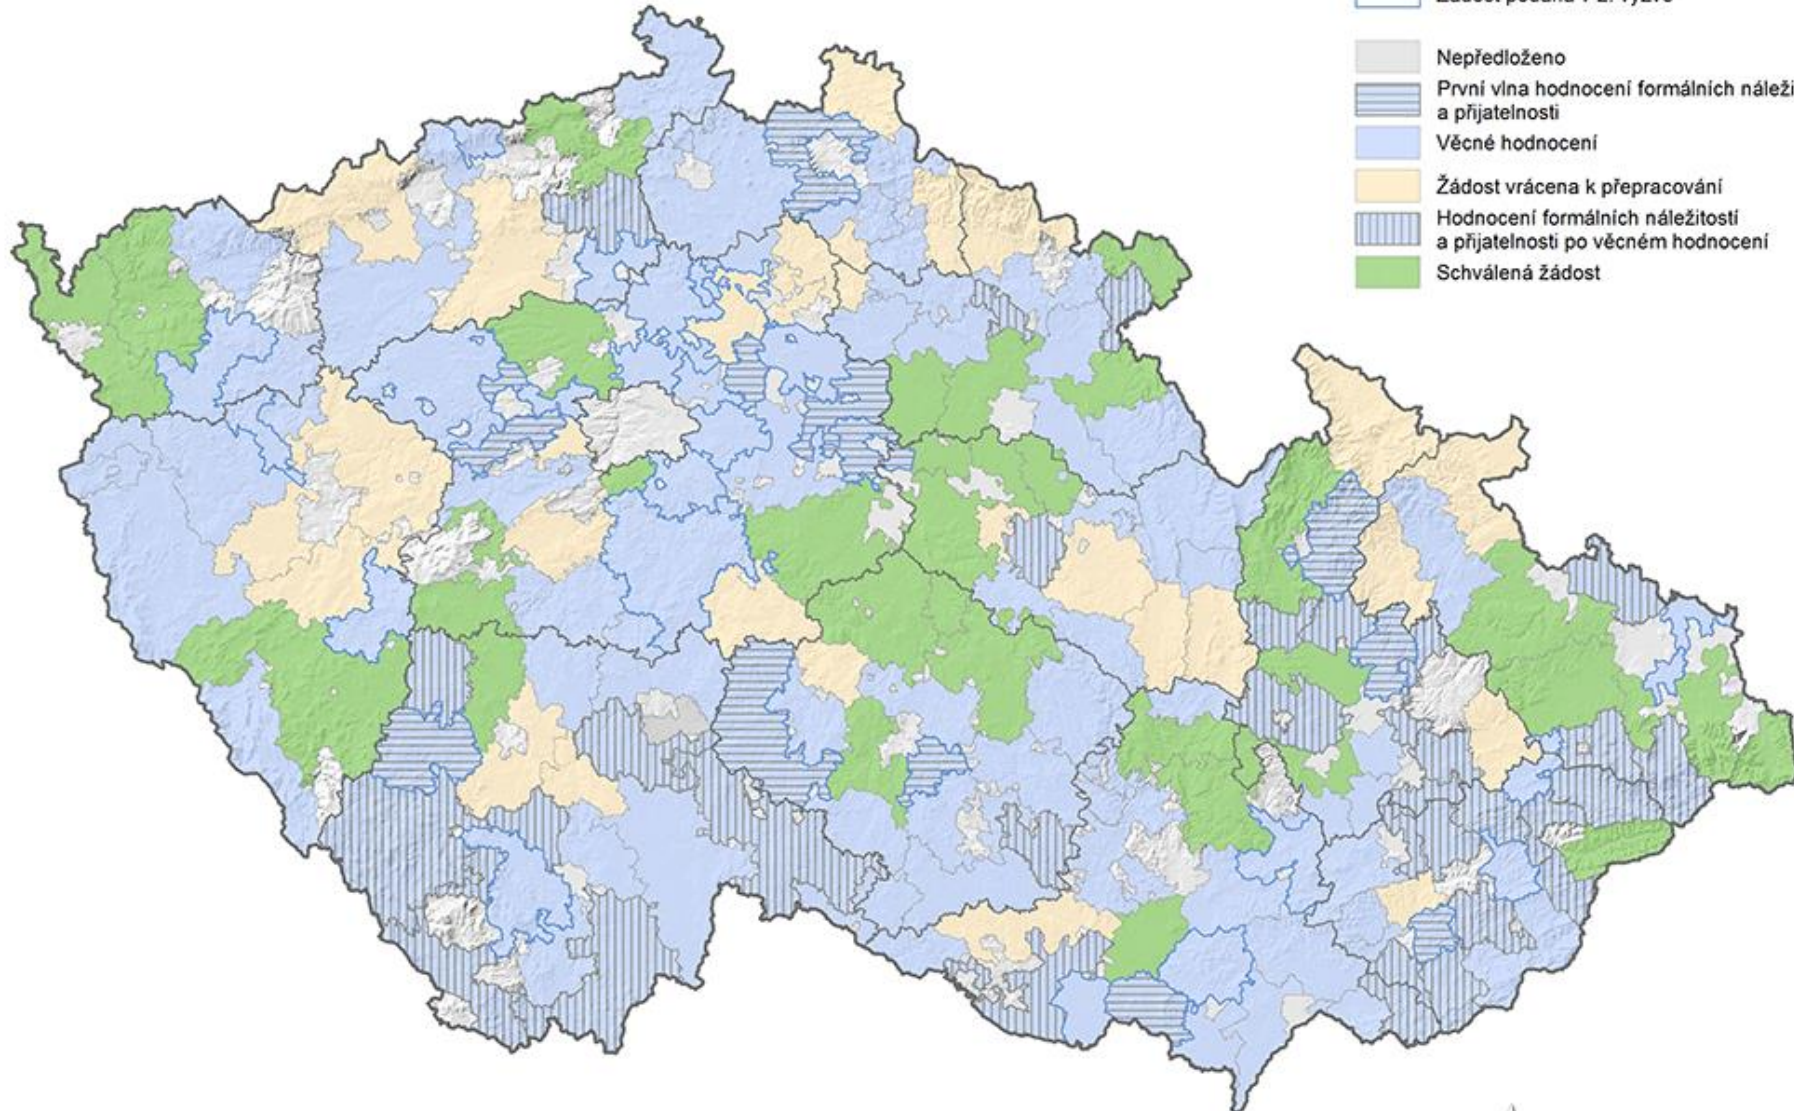 Nepředloženo
První vlna hodnocení formálních
a přijatelnosti
Věcné hodnocení
Žádost vrácena k přepracování
Hodnocení formálních náležitostí
a přijatelnosti po věcném hodnocení
Schválená žádost